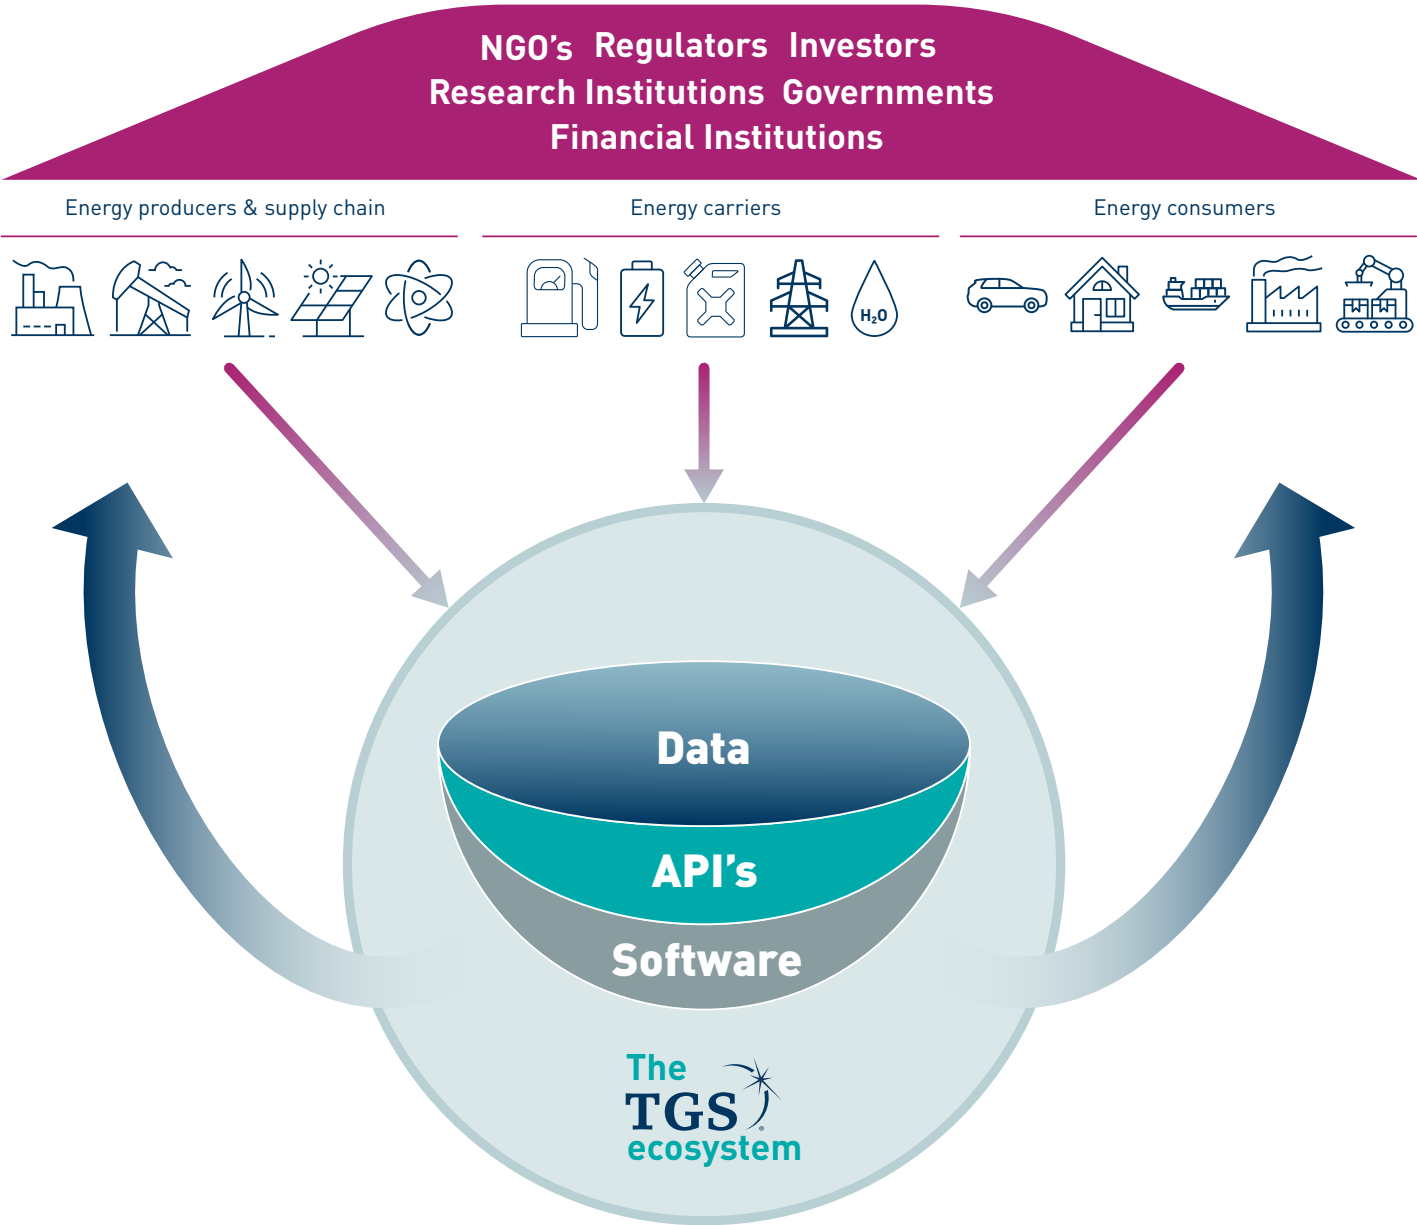 NGO's Regulators Investors
Research Institutions Governments
Financial Institutions
Energy producers & supply chain
Energy carriers
Energy consumers
H₂O
Data
API's
Software
The
TGS®
ecosystem